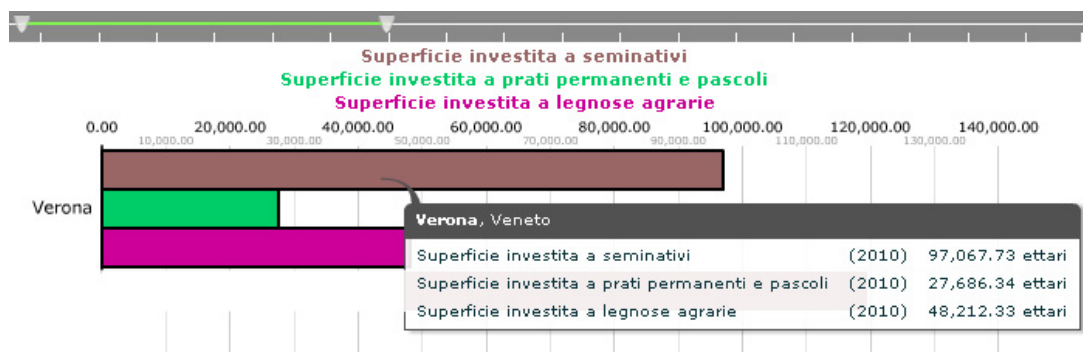 Superficie investita a seminativi
Superficie investita a prati permanenti e pascoli
Superficie investita a legnose agrarie
0.00 20,000.00 40,000.00 60,000.00 80,000.00 100,000.00 120,000.00 140,000.00
10,000.00 30,000.00 50,000.00 70,000.00 90,000.00 110,000.00 130,000.00
Verona
Verona, Veneto
Superficie investita a seminativi (2010) 97,067.73 ettari
Superficie investita a prati permanenti e pascoli (2010) 27,686.34 ettari
Superficie investita a legnose agrarie (2010) 48,212.33 ettari